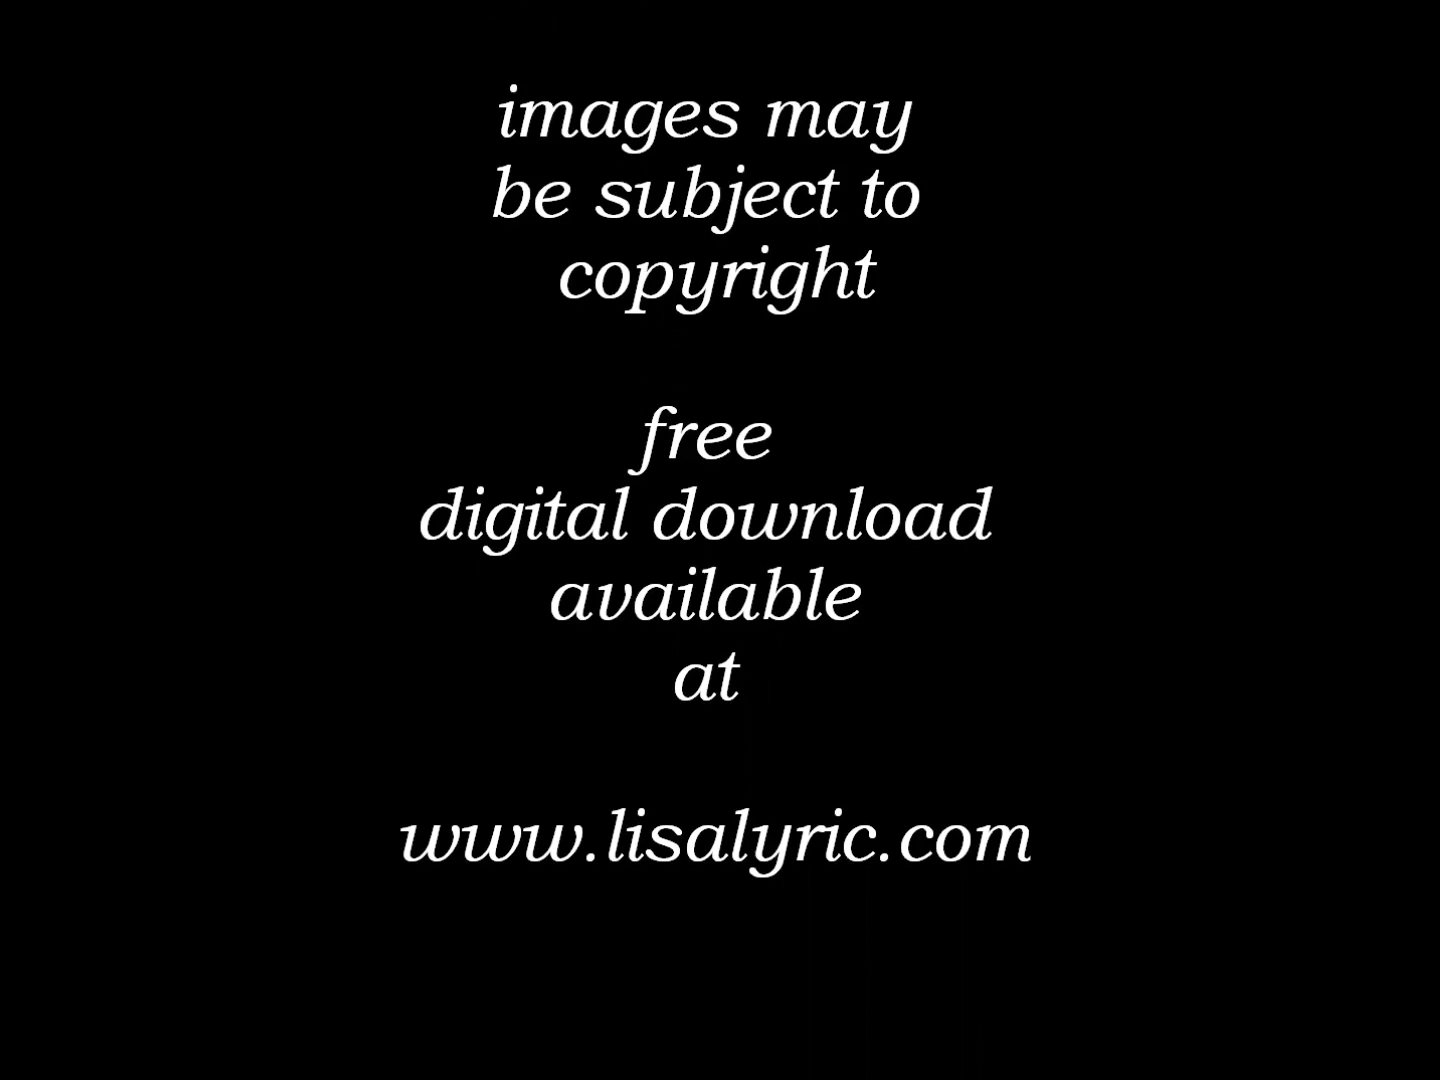 images may
be subject to
copyright
free
digital download
available
at
www.lisalyric.com